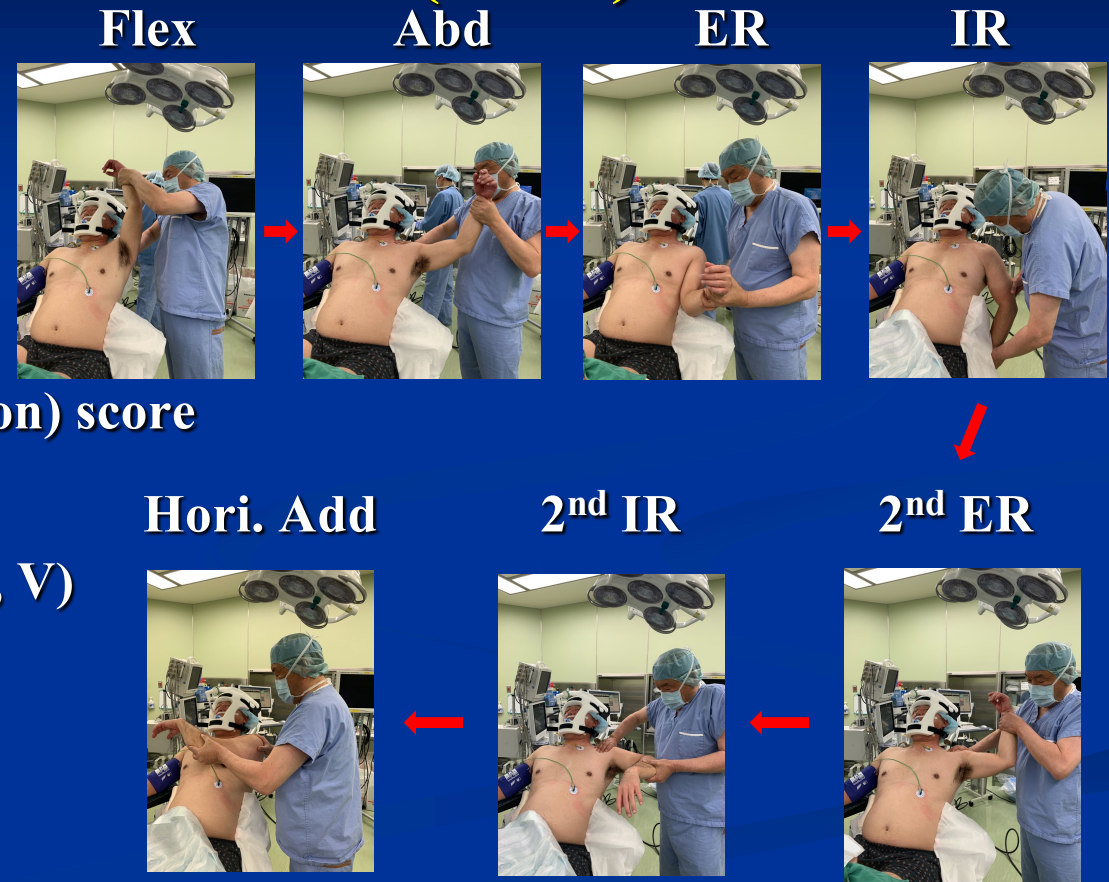 Flex Abd ER IR
on) score
Hori. Add 2nd IR 2nd ER
, V)